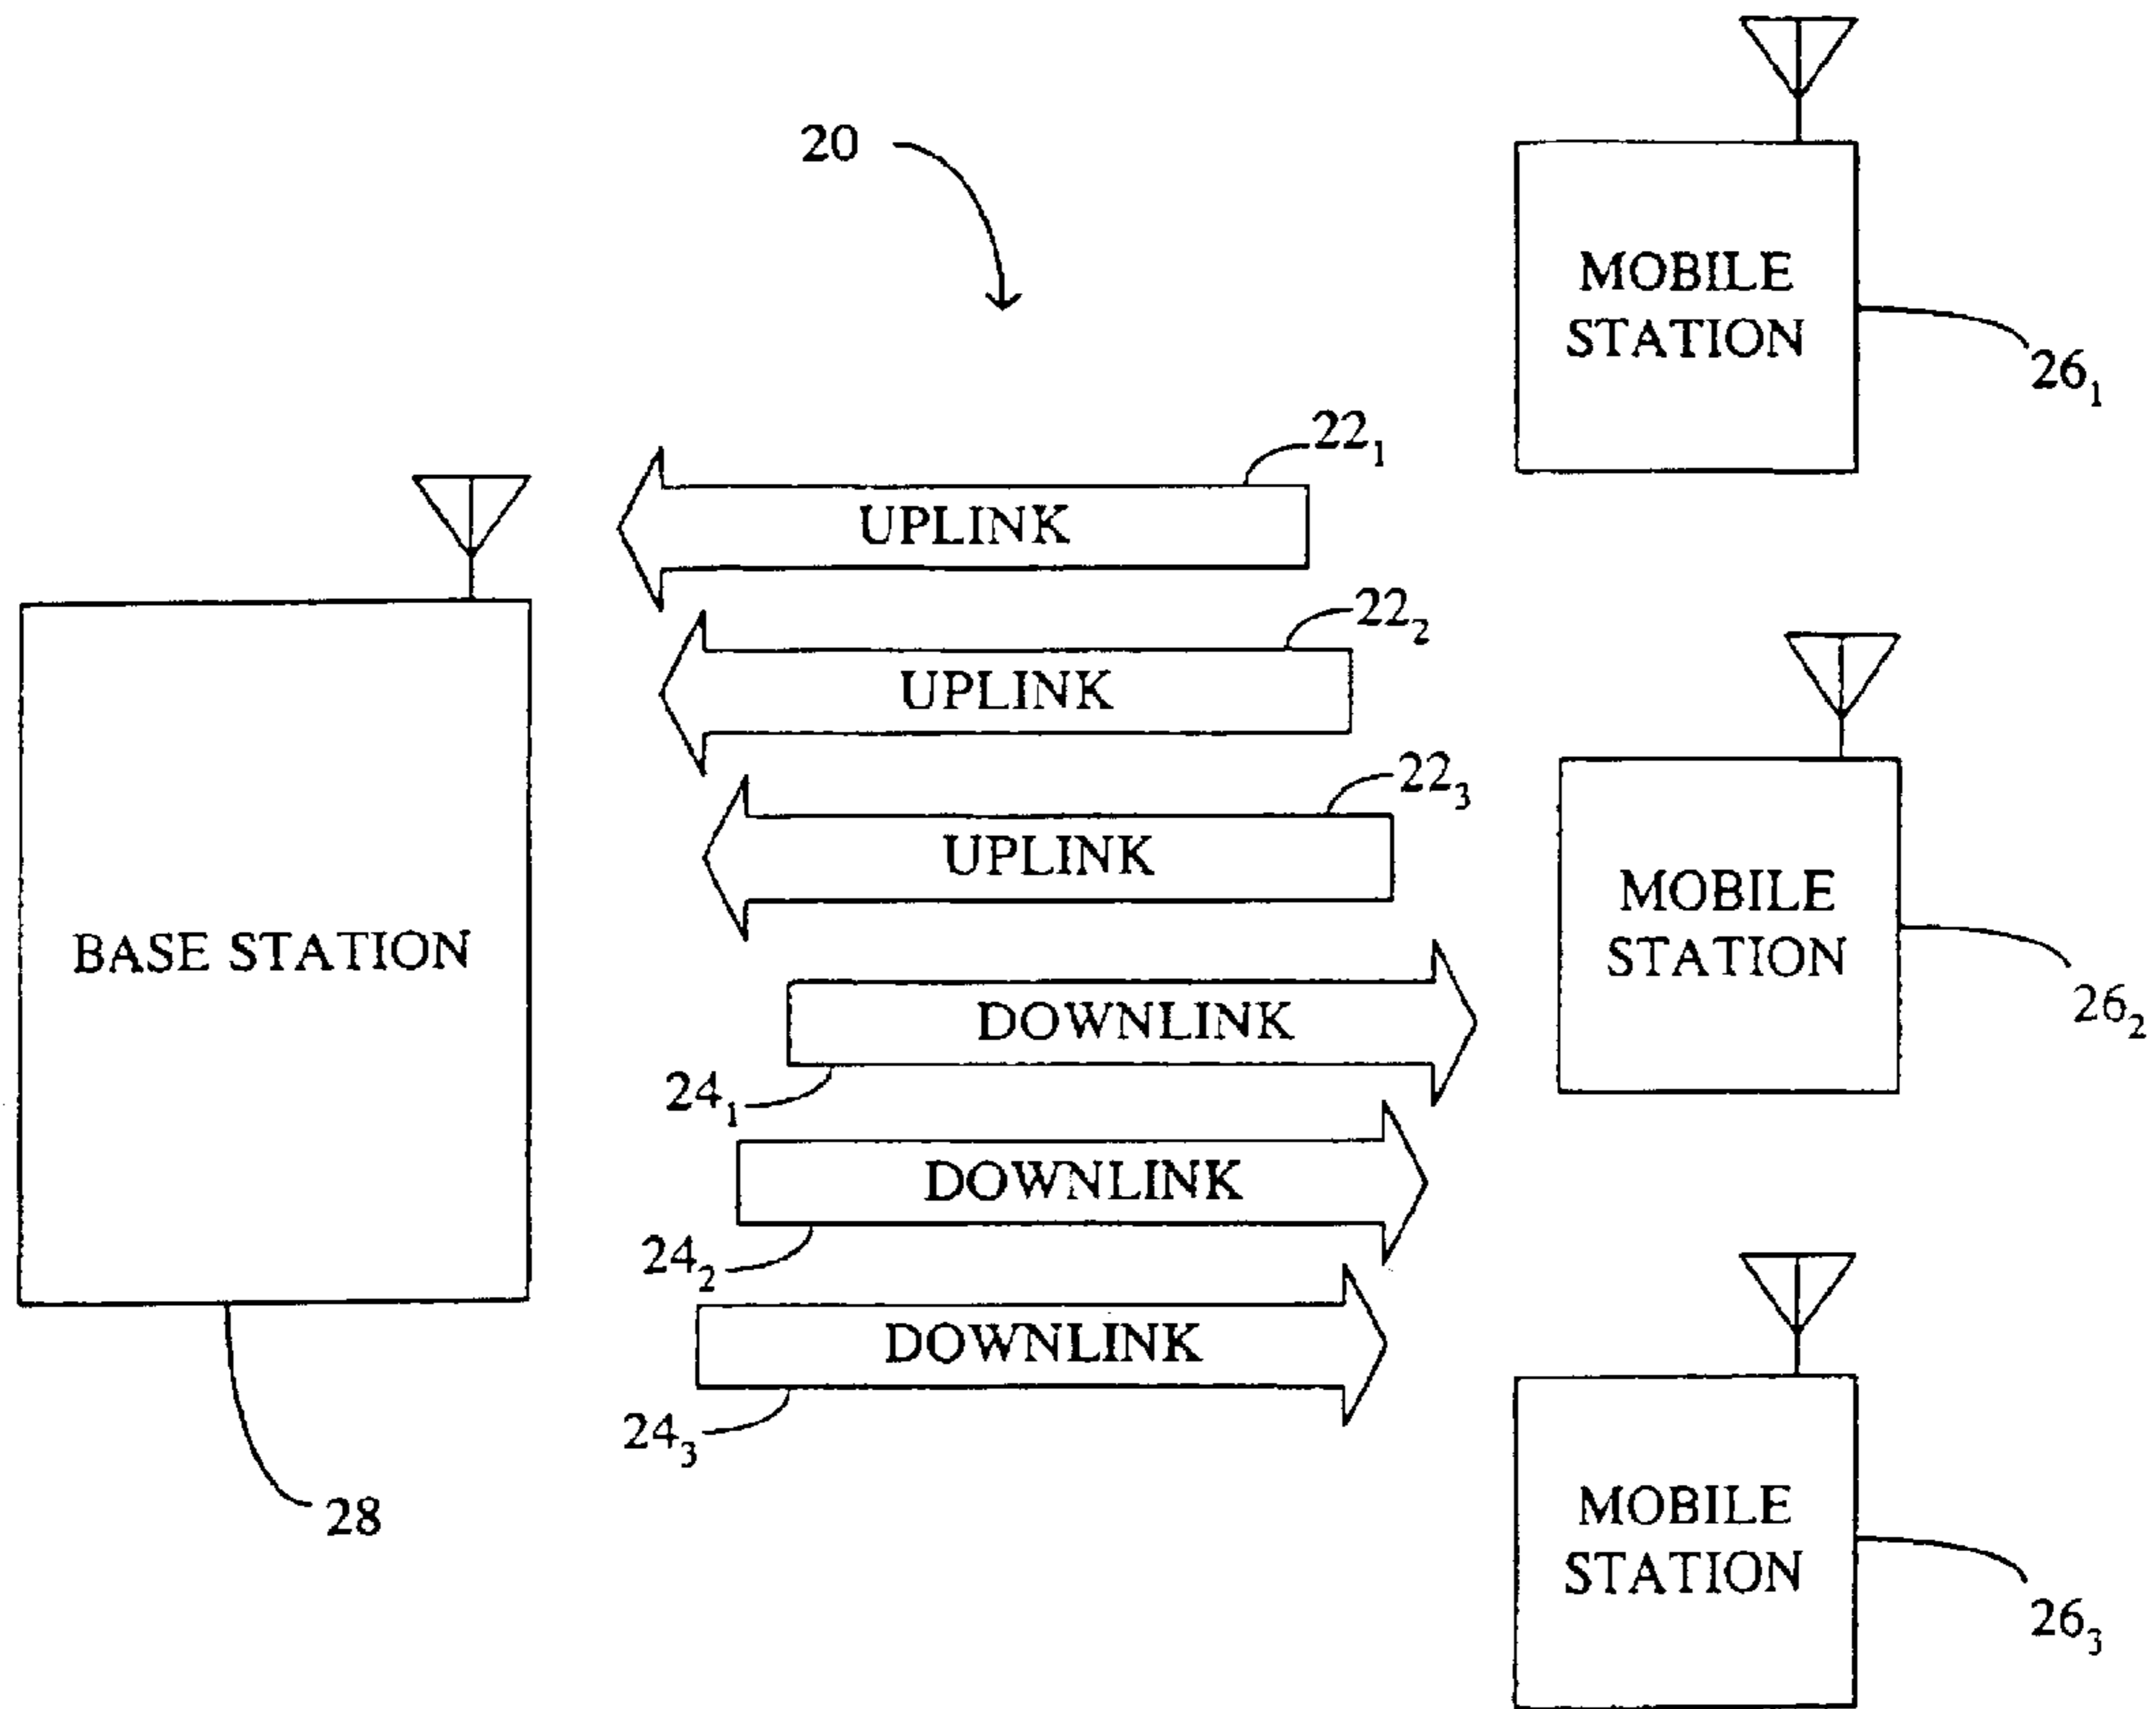 20
MOBILE
STATION
26₁
22₁
UPLINK
22₂
UPLINK
22₃
UPLINK
MOBILE
STATION
26₂
BASE STATION
DOWNLINK
24₁
DOWNLINK
24₂
DOWNLINK
24₃
28
MOBILE
STATION
26₃